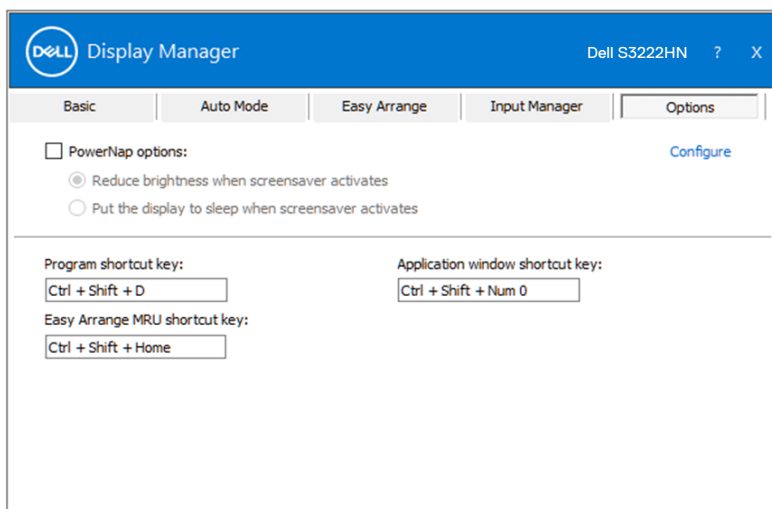 DELL Display Manager Dell S3222HN ? X
Basic Auto Mode Easy Arrange Input Manager Options
PowerNap options: Configure
Reduce brightness when screensaver activates
Put the display to sleep when screensaver activates
Program shortcut key: Application window shortcut key:
Ctrl + Shift + D Ctrl + Shift + Num 0
Easy Arrange MRU shortcut key:
Ctrl + Shift + Home